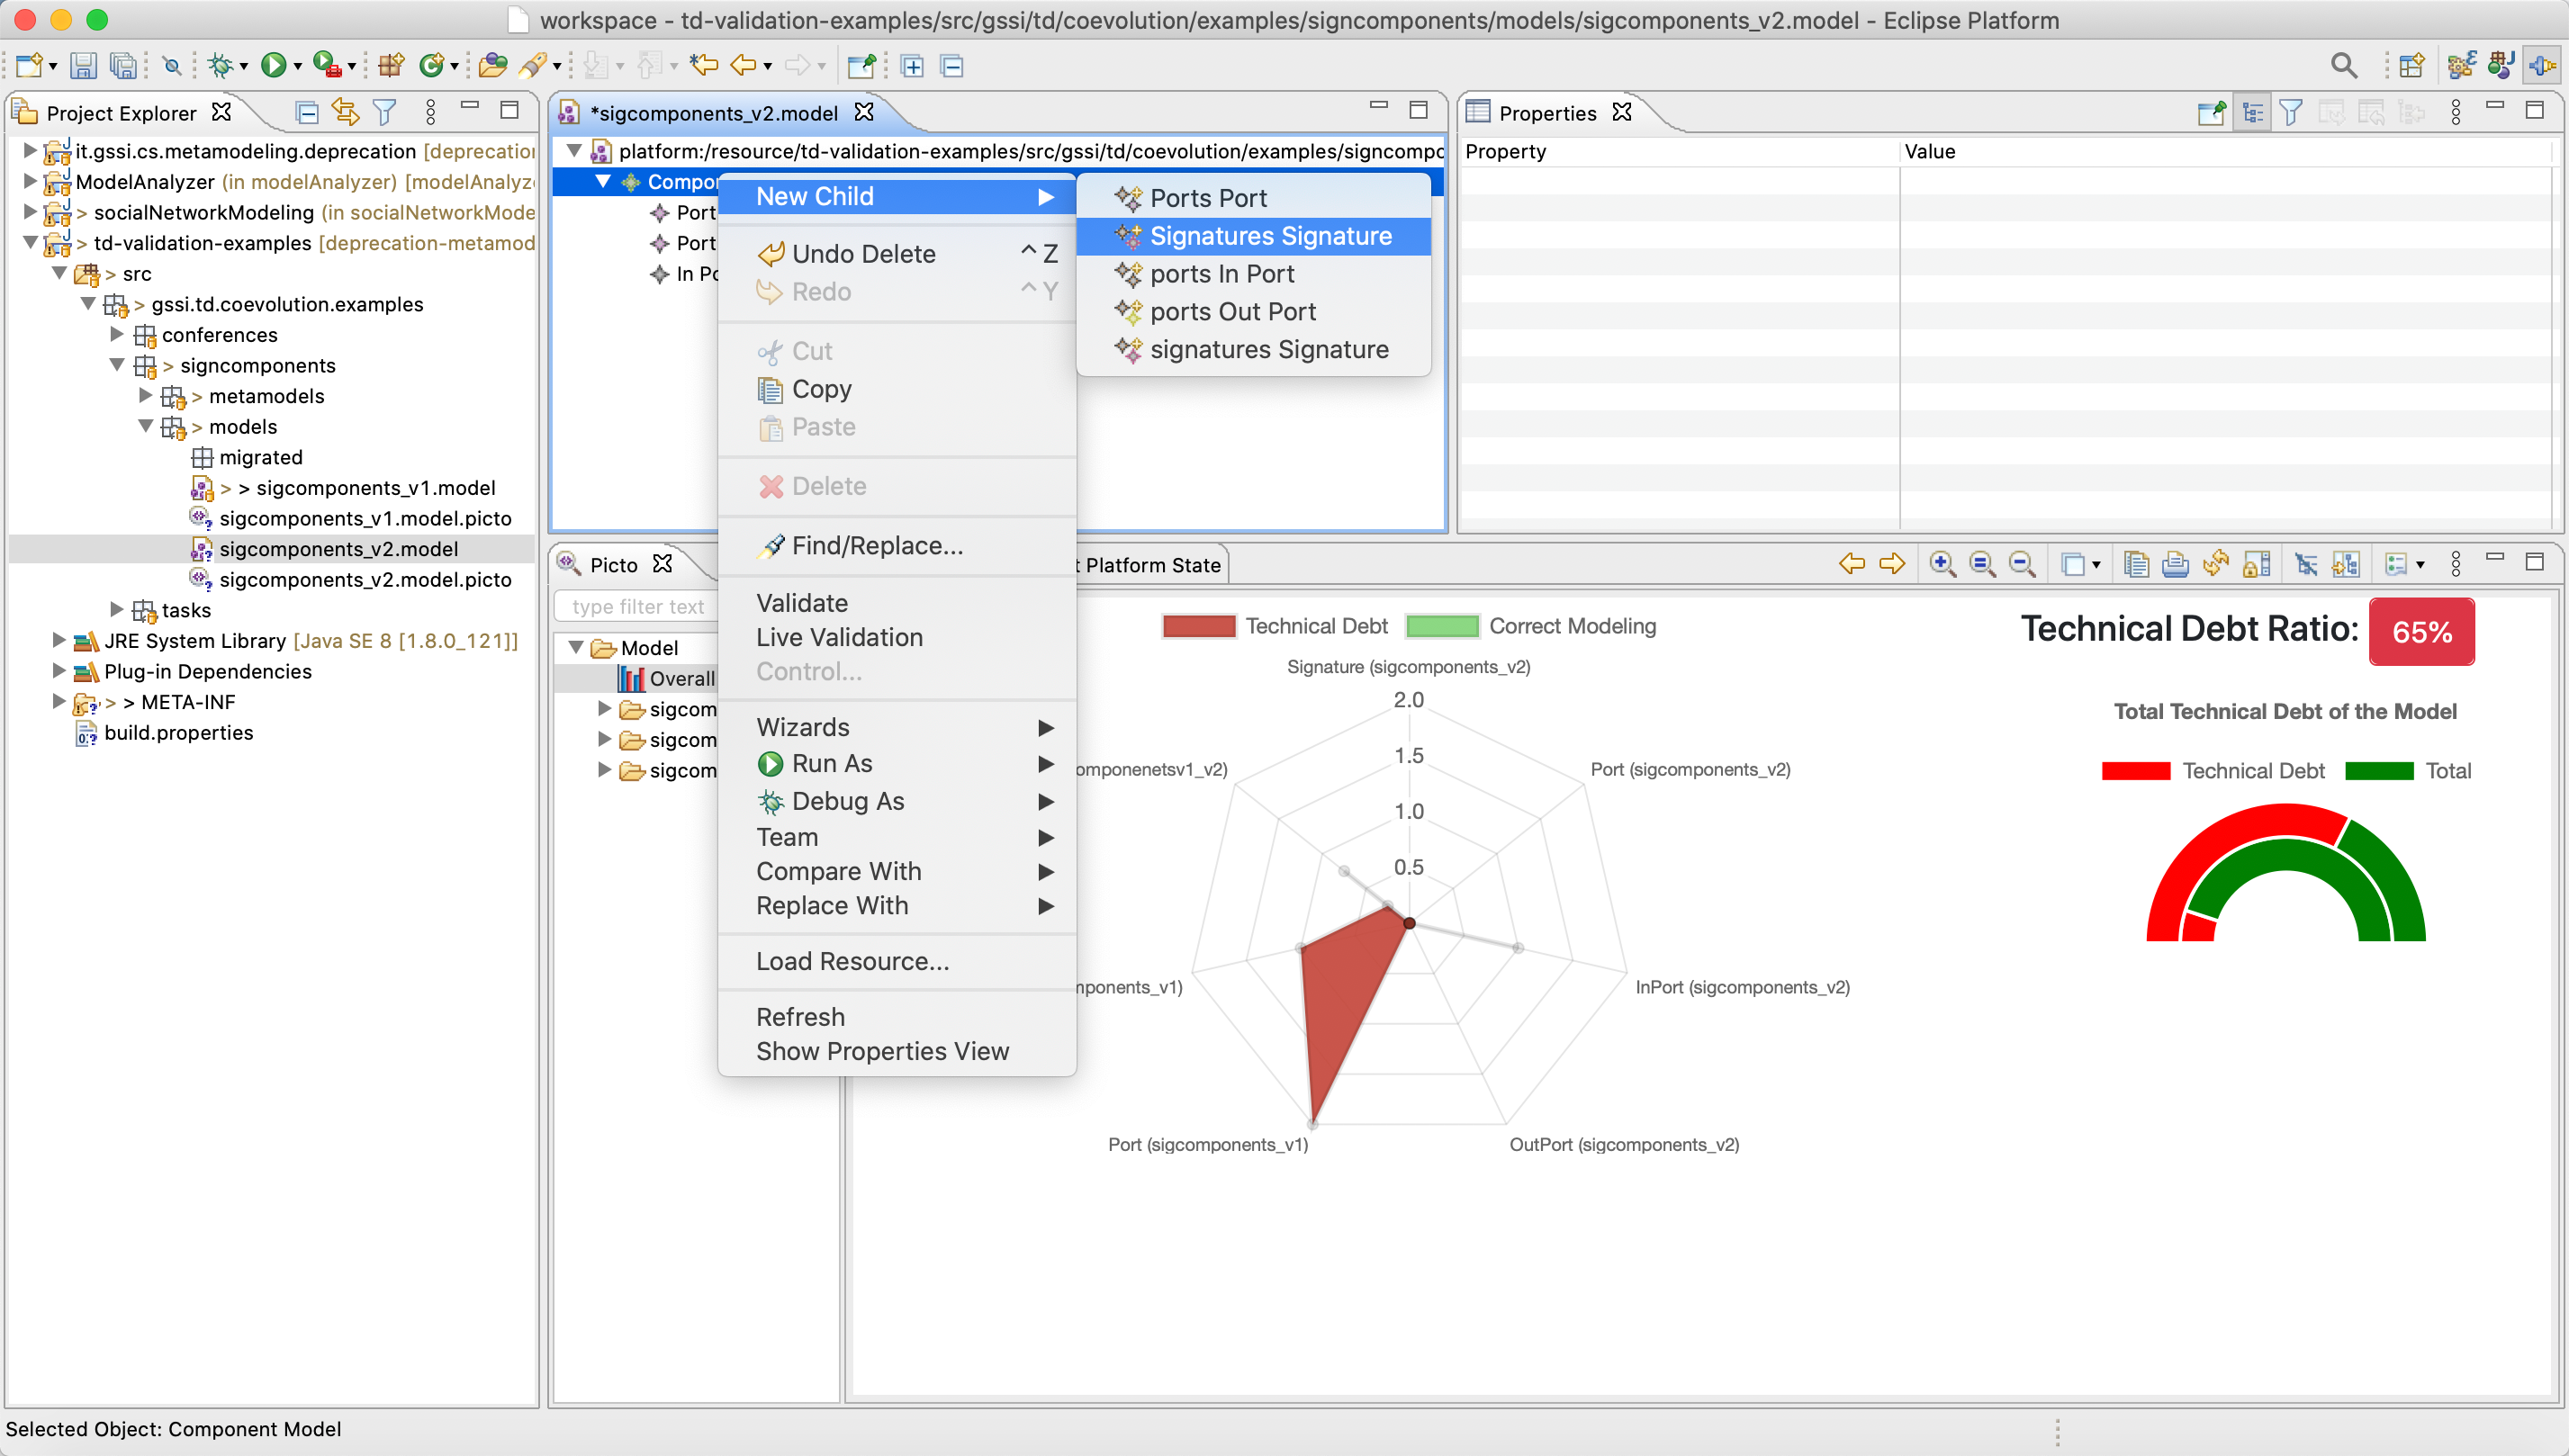 workspace - td-validation-examples/src/gssi/td/coevolution/examples/signcomponents/models/sigcomponents_v2.model - Eclipse Platform
Project Explorer
it.gssi.cs.metamodeling.deprecation [deprecation
ModelAnalyzer (in modelAnalyzer) [modelAnalyz
> socialNetworkModeling (in socialNetworkMode
> td-validation-examples [deprecation-metamod
> src
> gssi.td.coevolution.examples
conferences
> signcomponents
> metamodels
> models
migrated
> > sigcomponents_v1.model
sigcomponents_v1.model.picto
sigcomponents_v2.model
sigcomponents_v2.model.picto
tasks
JRE System Library [Java SE 8 [1.8.0_121]]
Plug-in Dependencies
> > META-INF
build.properties
*sigcomponents_v2.model
platform:/resource/td-validation-examples/src/gssi/td/coevolution/examples/signcompo
Compo
Port
Port
In Po
New Child
Undo Delete ^ Z
Redo ^ Y
Cut
Copy
Paste
Delete
Find/Replace...
Validate
Live Validation
Control...
Wizards
Run As
Debug As
Team
Compare With
Replace With
Load Resource...
Refresh
Show Properties View
Ports Port
Signatures Signature
ports In Port
ports Out Port
signatures Signature
Properties
Property Value
Picto
t Platform State
type filter text
Model
Overall
sigcom
sigcom
sigcom
Technical Debt Correct Modeling
Signature (sigcomponents_v2)
2.0
1.5
1.0
0.5
omponenetsv1_v2)
Port (sigcomponents_v2)
nponents_v1)
InPort (sigcomponents_v2)
Port (sigcomponents_v1)
OutPort (sigcomponents_v2)
Technical Debt Ratio: 65%
Total Technical Debt of the Model
Technical Debt Total
Selected Object: Component Model